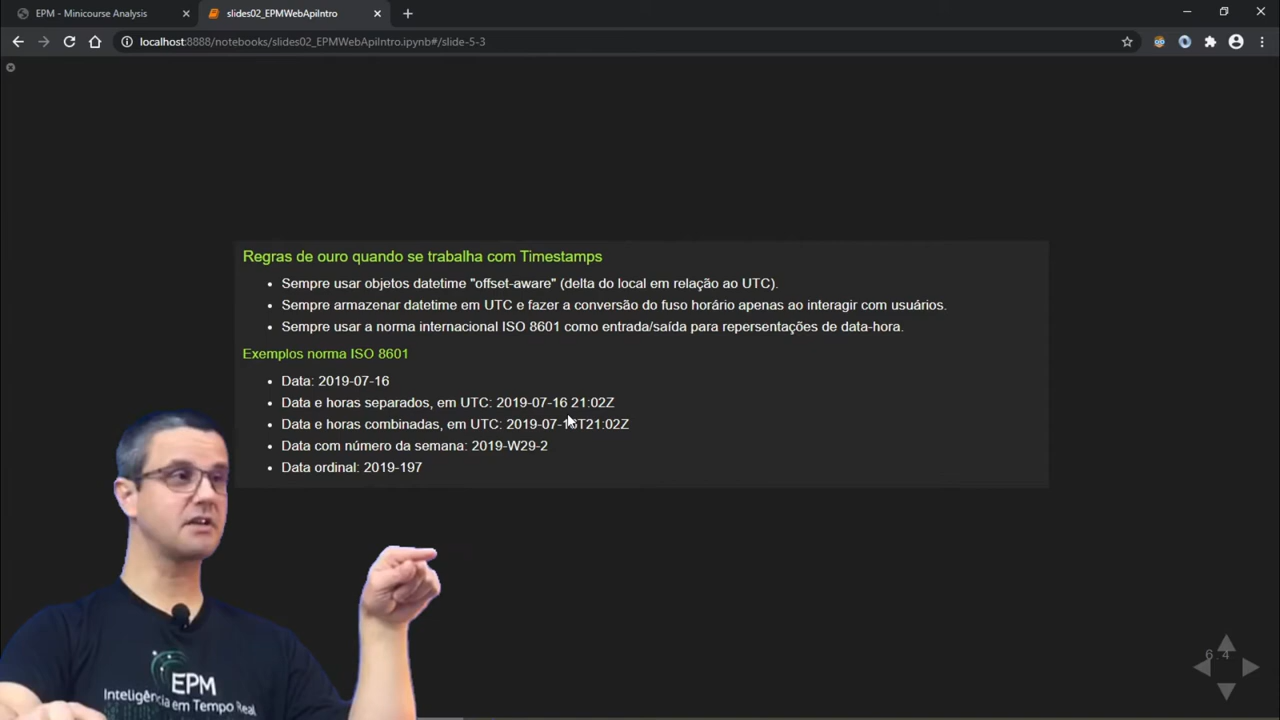 EPM - Minicourse Analysis
slides02_EPMWebApiIntro
localhost:8888/notebooks/slides02_EPMWebApiIntro.ipynb#/slide-5-3
Regras de ouro quando se trabalha com Timestamps
• Sempre usar objetos datetime "offset-aware" (delta do local em relação ao UTC).
• Sempre armazenar datetime em UTC e fazer a conversão do fuso horário apenas ao interagir com usuários.
• Sempre usar a norma internacional ISO 8601 como entrada/saída para repersentações de data-hora.
Exemplos norma ISO 8601
• Data: 2019-07-16
• Data e horas separados, em UTC: 2019-07-16 21:02Z
• Data e horas combinadas, em UTC: 2019-07-16T21:02Z
• Data com número da semana: 2019-W29-2
• Data ordinal: 2019-197
EPM
Inteligência em Tempo Real
6.4